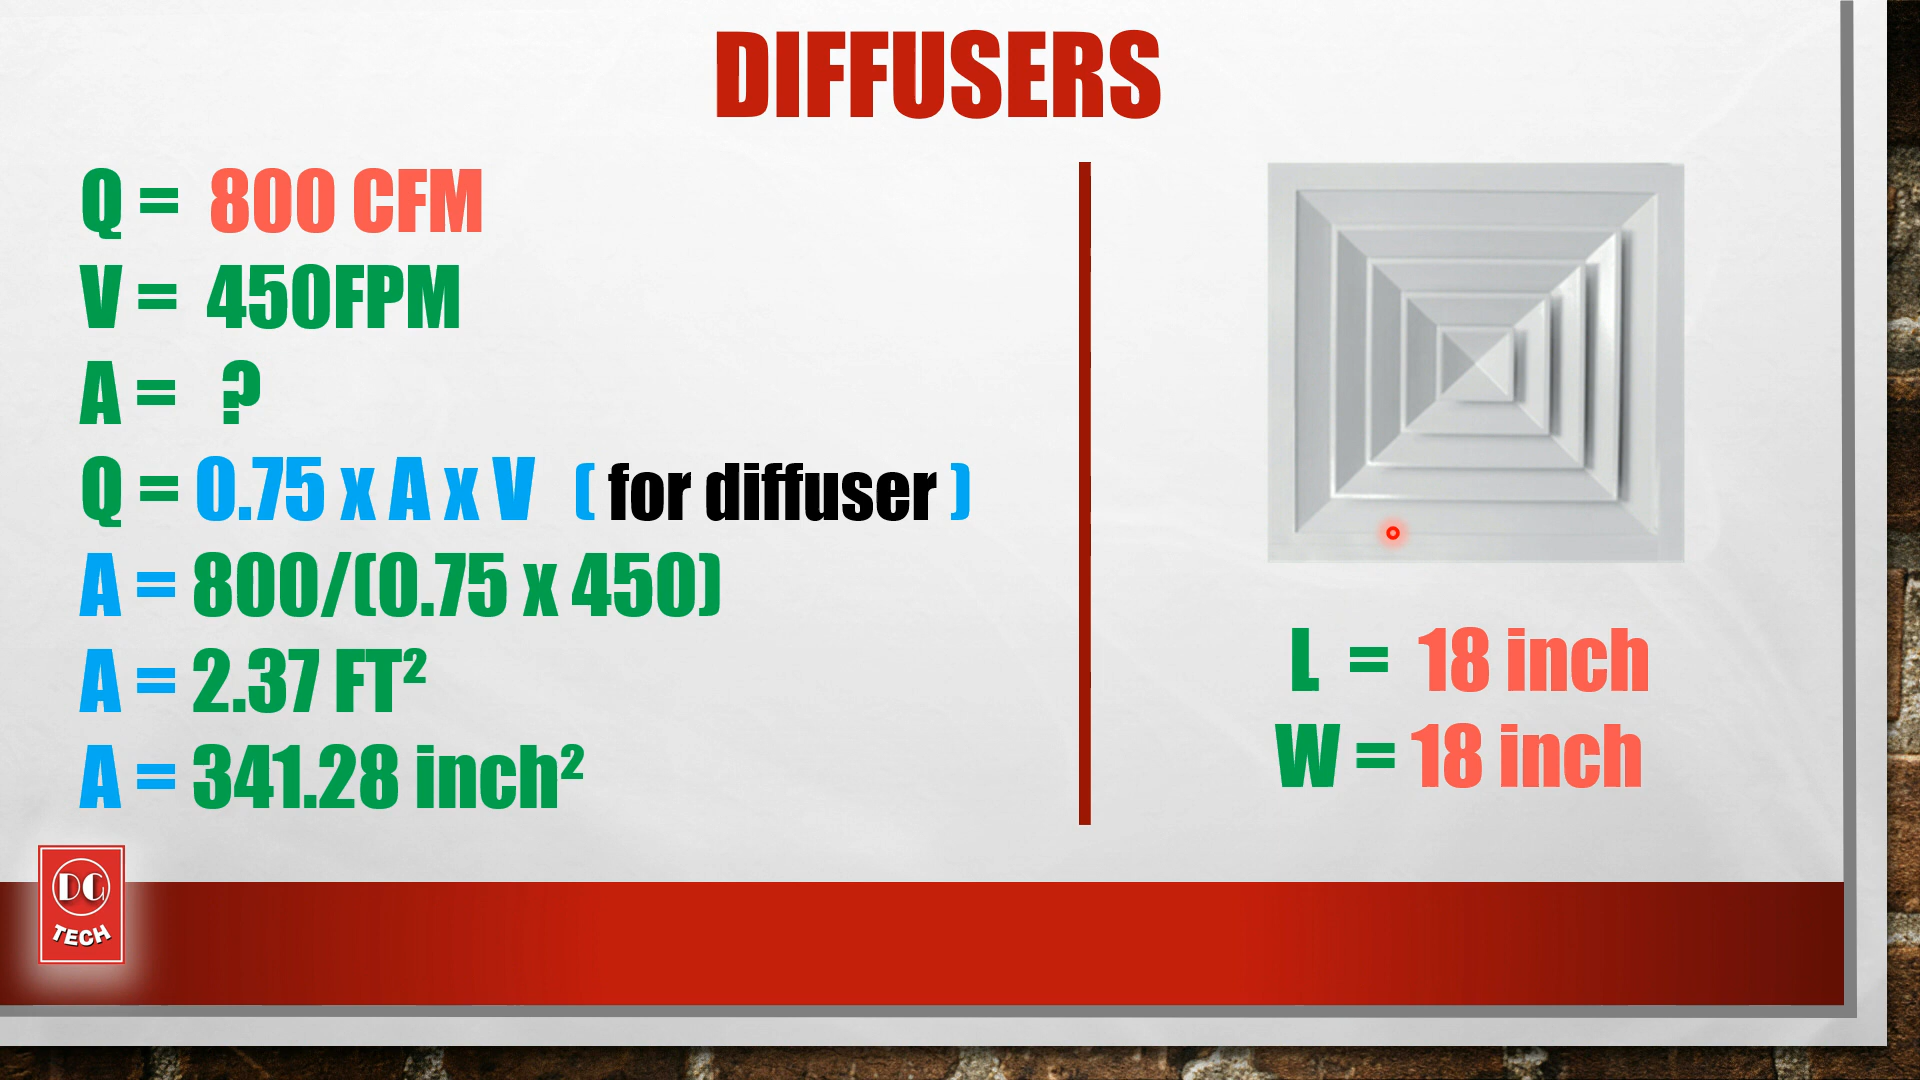 DIFFUSERS
Q = 800 CFM
V = 450FPM
A = ?
Q = 0.75 x A x V ( for diffuser )
A = 800/(0.75 x 450)
A = 2.37 FT²
A = 341.28 inch²
L = 18 inch
W = 18 inch
DG
TECH